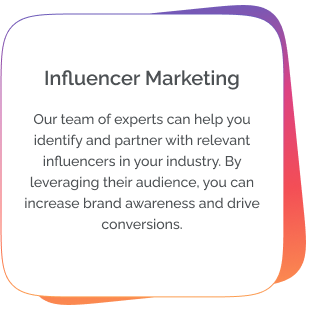 Influencer Marketing
Our team of experts can help you
identify and partner with relevant
influencers in your industry. By
leveraging their audience, you can
increase brand awareness and drive
conversions.